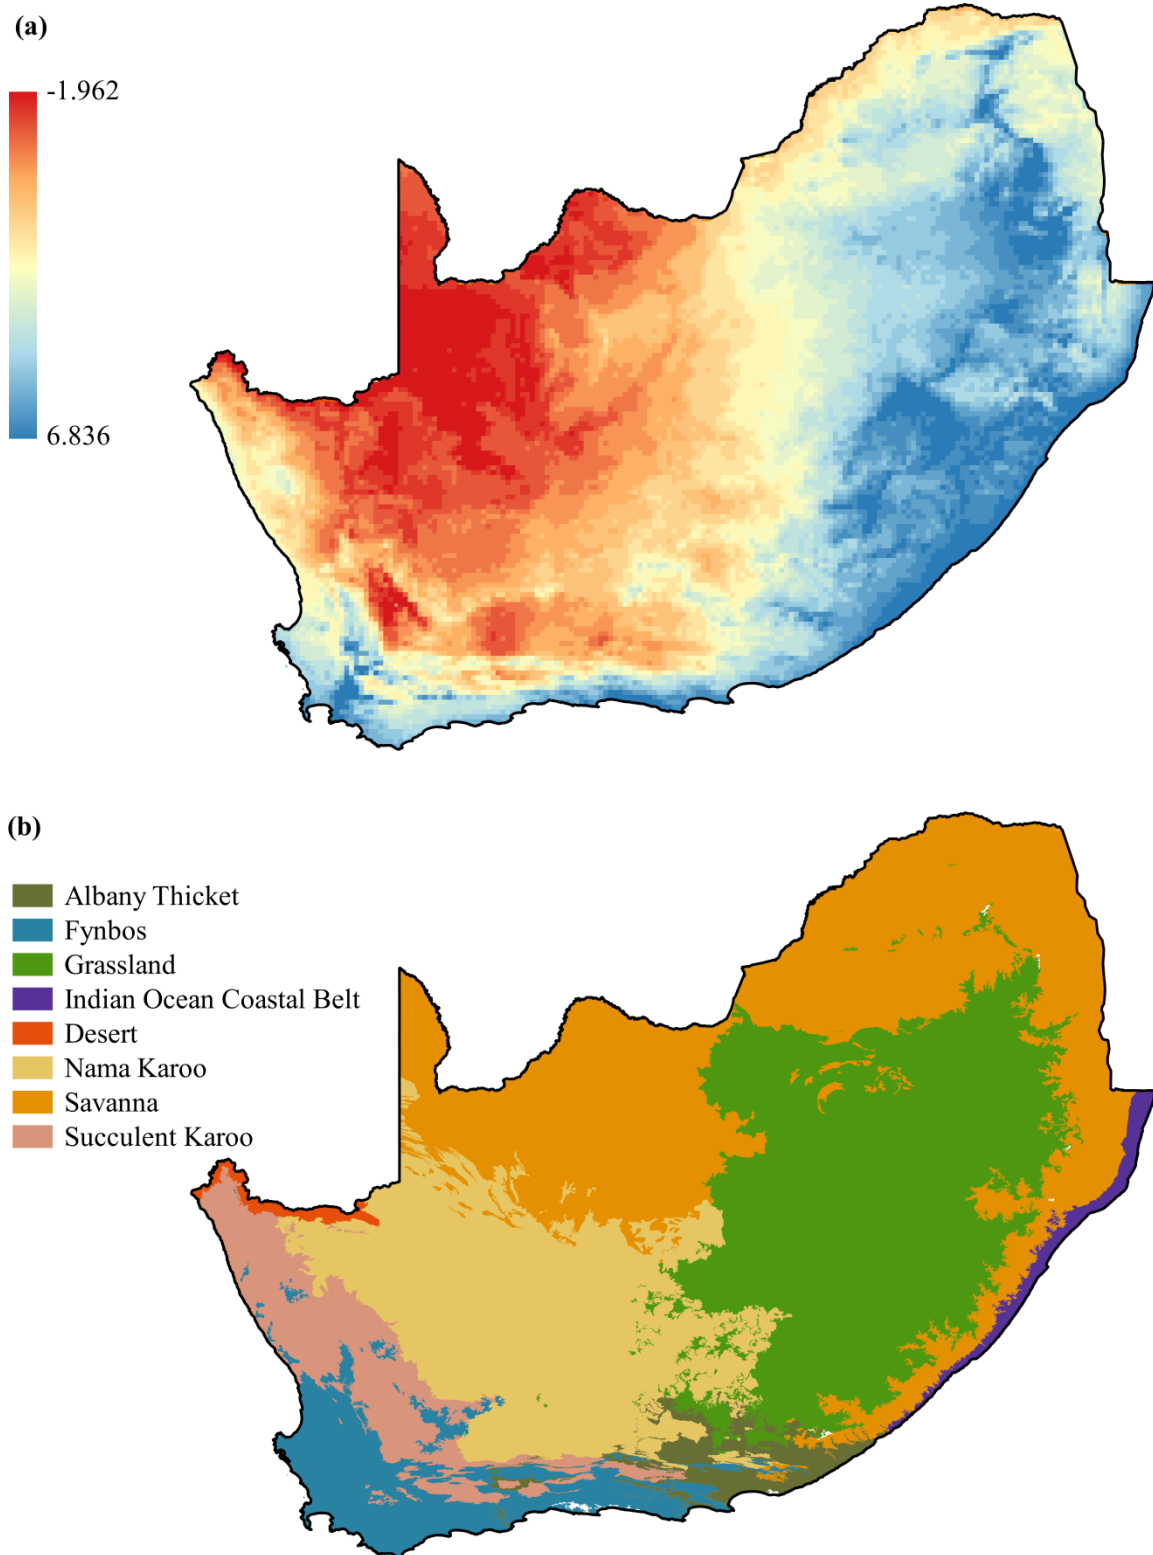 (a)
-1.962
6.836
(b)
Albany Thicket
Fynbos
Grassland
Indian Ocean Coastal Belt
Desert
Nama Karoo
Savanna
Succulent Karoo